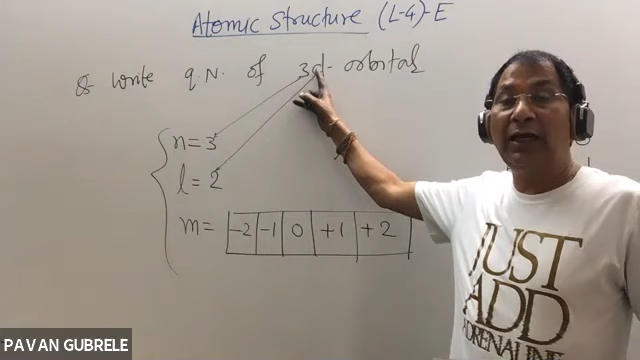 Atomic Structure (L-4)-E
Q Write q.N. of 3d- orbital
n=3
l=2
m= -2 -1 0 +1 +2
JUST
ADD
ADRENALINE
PAVAN GUBRELE